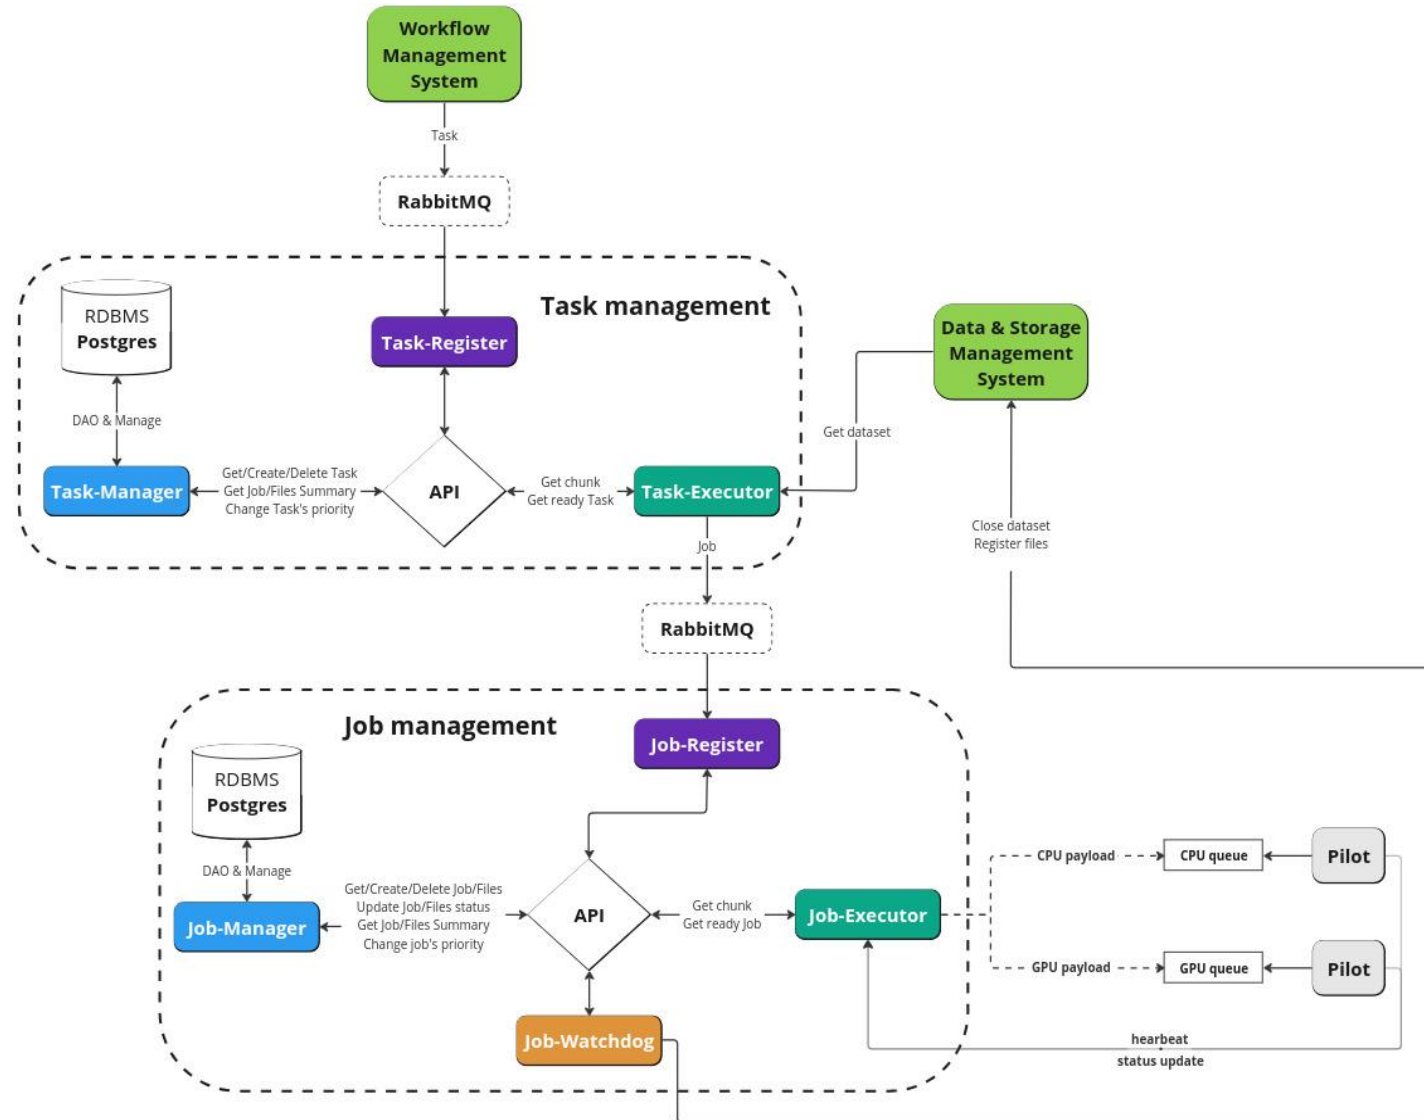 Workflow
Management
System
Task
RabbitMQ
Task management
RDBMS
Postgres
Task-Register
Data & Storage
Management
System
DAO & Manage
Get dataset
Task-Manager
Get/Create/Delete Task
Get Job/Files Summary
Change Task's priority
API
Get chunk
Get ready Task
Task-Executor
Job
Close dataset
Register files
RabbitMQ
Job management
Job-Register
RDBMS
Postgres
DAO & Manage
Job-Manager
Get/Create/Delete Job/Files
Update Job/Files status
Get Job/Files Summary
Change job's priority
API
Get chunk
Get ready Job
Job-Executor
CPU payload
CPU queue
Pilot
GPU payload
GPU queue
Pilot
Job-Watchdog
hearbeat
status update